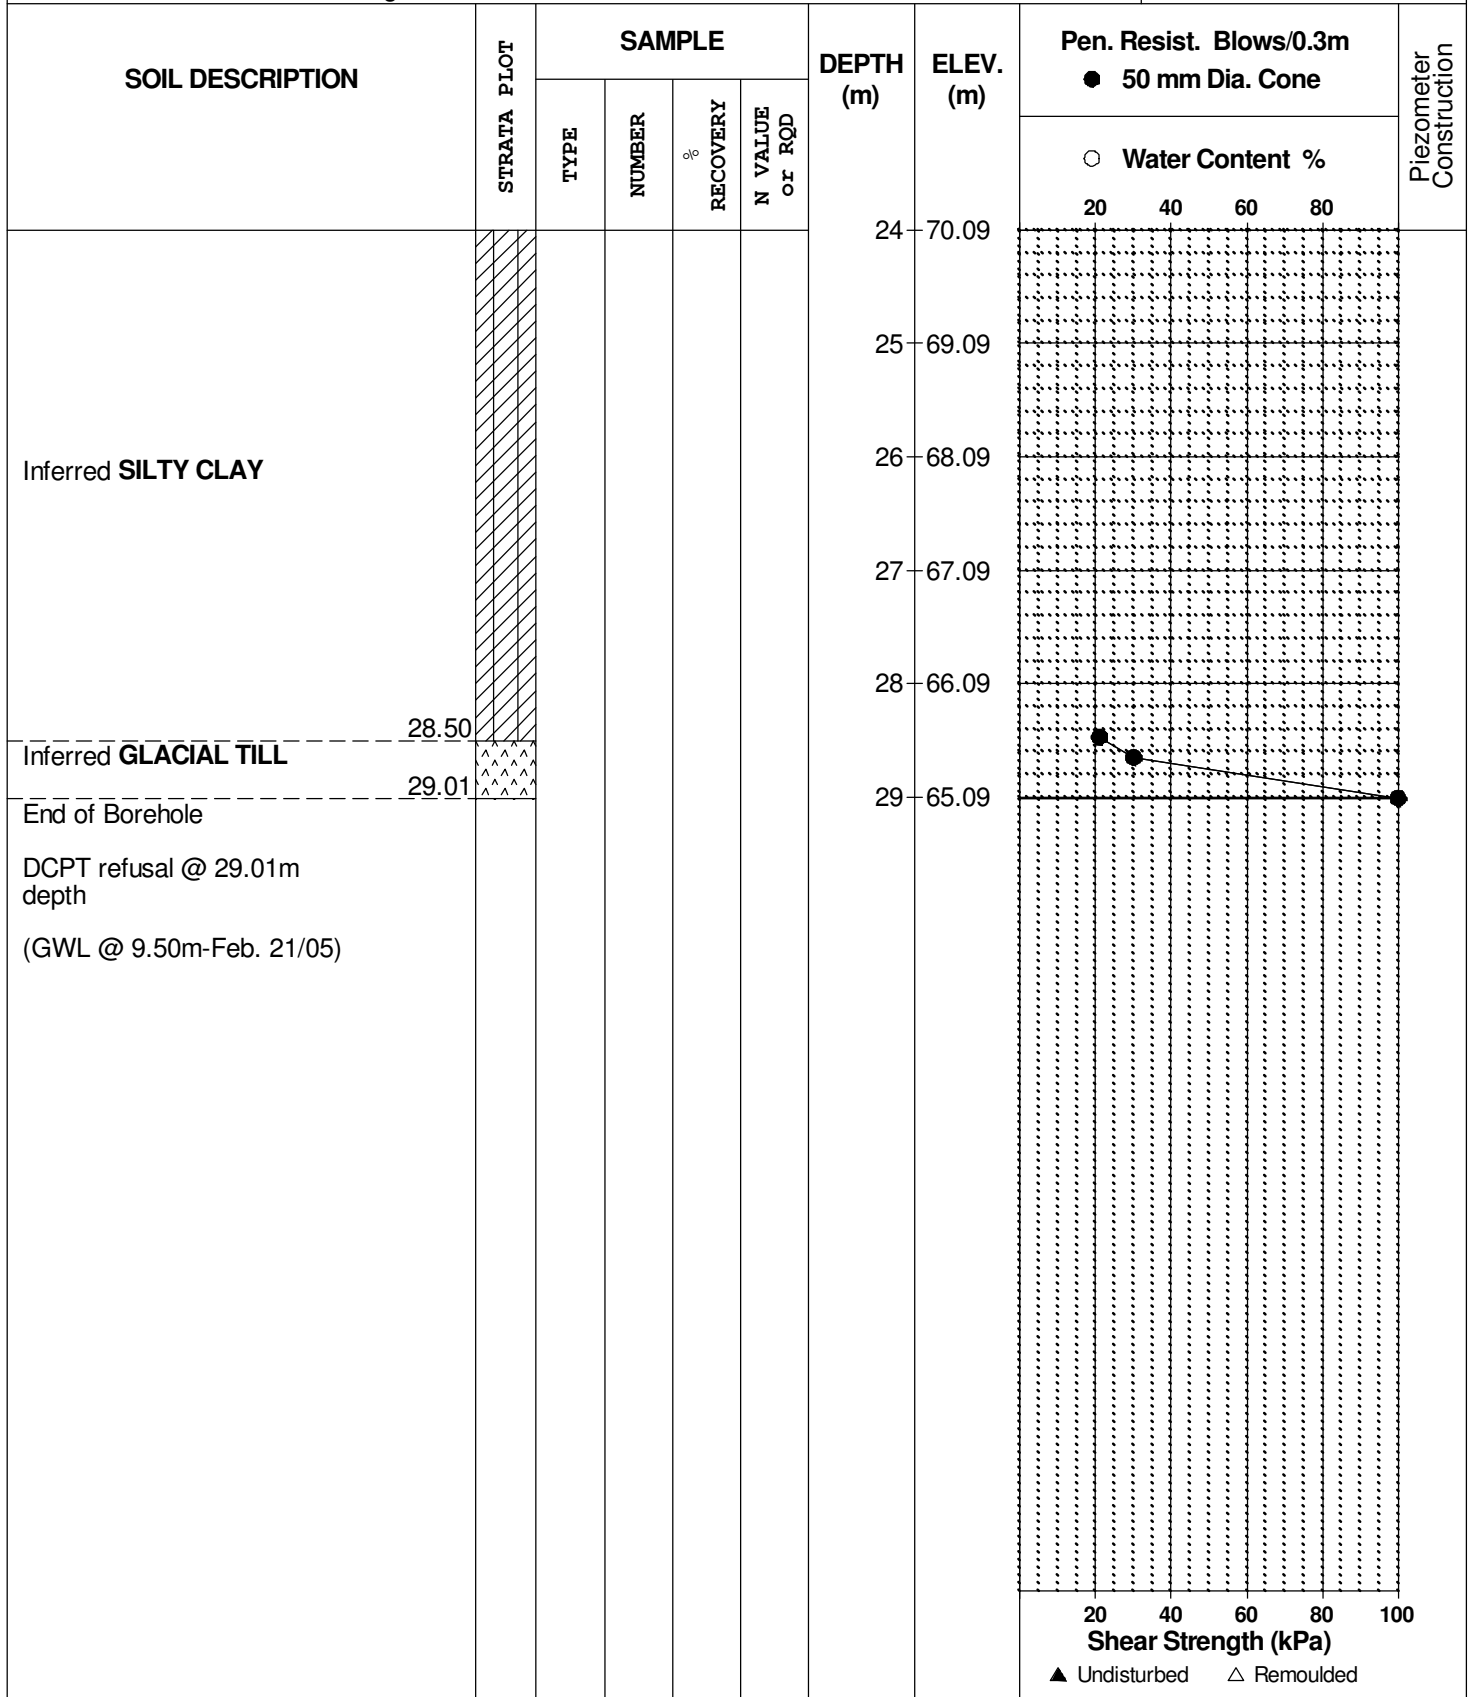 SOIL DESCRIPTION
STRATA PLOT
SAMPLE
TYPE
NUMBER
%
RECOVERY
N VALUE
or RQD
DEPTH
(m)
ELEV.
(m)
Pen. Resist. Blows/0.3m
● 50 mm Dia. Cone
○ Water Content %
20 40 60 80
Piezometer
Construction
24 70.09
25 69.09
26 68.09
Inferred SILTY CLAY
27 67.09
28 66.09
28.50
Inferred GLACIAL TILL
29.01
29 65.09
End of Borehole
DCPT refusal @ 29.01m
depth
(GWL @ 9.50m-Feb. 21/05)
20 40 60 80 100
Shear Strength (kPa)
▲ Undisturbed △ Remoulded